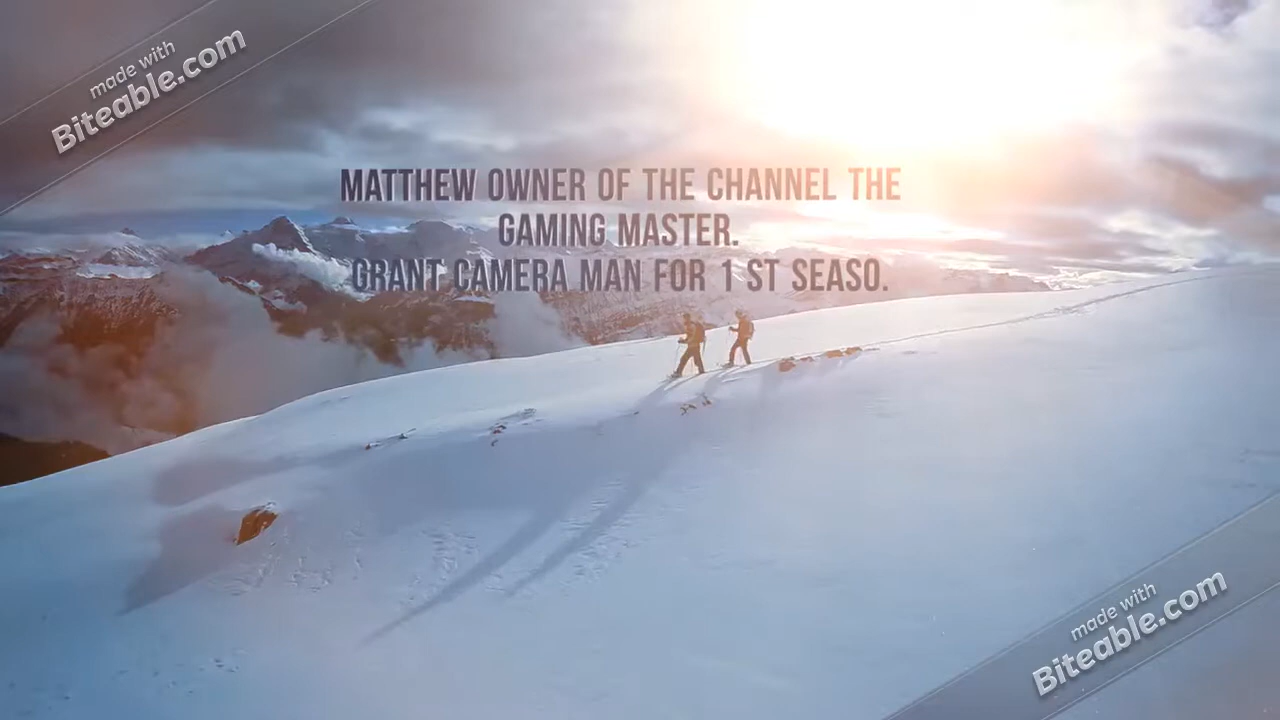 made with
Biteable.com
MATTHEW OWNER OF THE CHANNEL THE
GAMING MASTER.
GRANT CAMERA MAN FOR 1 ST SEASO.
made with
Biteable.com